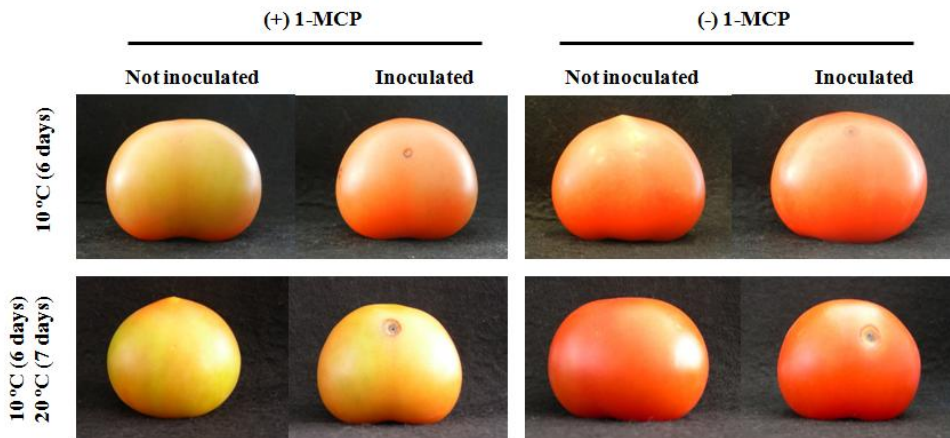 (+) 1-MCP
(-) 1-MCP
Not inoculated
Inoculated
Not inoculated
Inoculated
10 ºC (6 days)
10 ºC (6 days)
20 ºC (7 days)